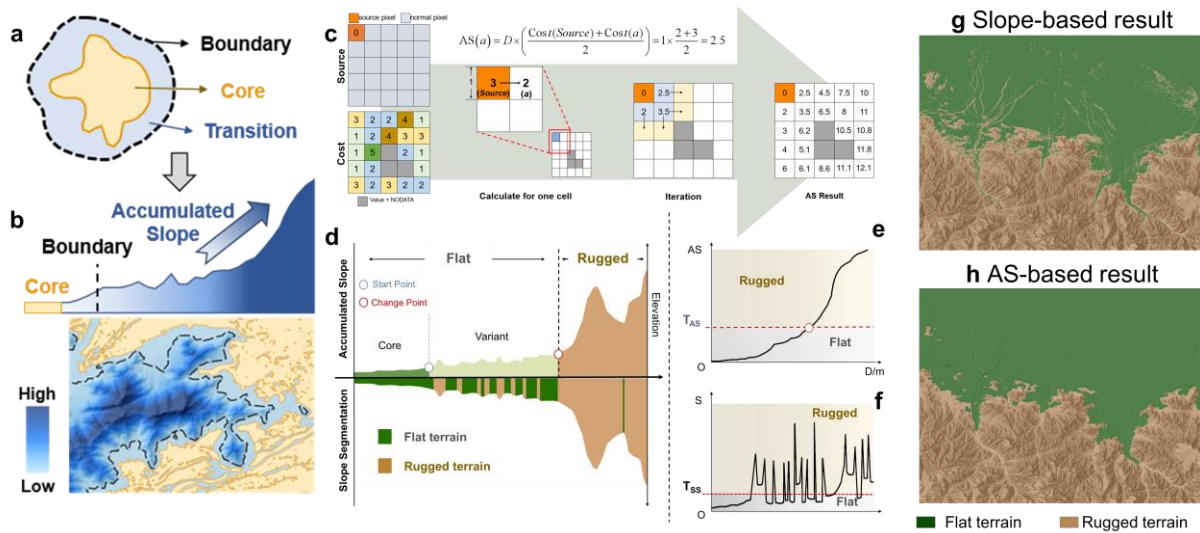 a
Boundary
Core
Transition
b
Accumulated
Slope
Boundary
Core
High
Low
c
source pixel
normal pixel
AS(a) = D×(Cost(Source)+Cost(a)/2) = 1×2+3/2 = 2.5
Source
0
Cost
3 2 2 4 1
1 2 4 3 3
1 5 2 1
1 2 1
3 2 3 2 2
Value = NODATA
1
3 2
(Source) (a)
Calculate for one cell
0 2.5
2 3.5
Iteration
0 2.5 4.5 7.5 10
2 3.5 6.5 8 11
3 6.2 10.5 10.8
4 5.1 11.8
6 6.1 8.6 11.1 12.1
AS Result
d
Flat
Rugged
Start Point
Change Point
Core
Variant
Accumulated Slope
Elevation
Slope Segmentation
Flat terrain
Rugged terrain
e
AS
Rugged
TAS
Flat
O
D/m
f
S
Rugged
TSS
Flat
O
g Slope-based result
h AS-based result
Flat terrain
Rugged terrain